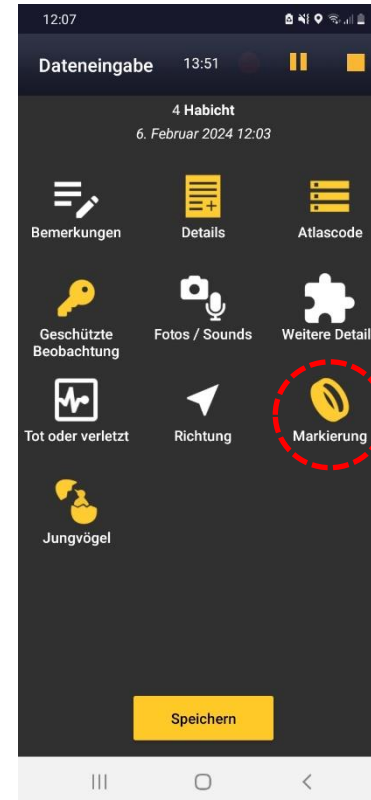 12:07
Dateneingabe 13:51
4 Habicht
6. Februar 2024 12:03
Bemerkungen Details Atlascode
Geschützte Fotos / Sounds Weitere Detail
Beobachtung
Tot oder verletzt Richtung Markierung
Jungvögel
Speichern